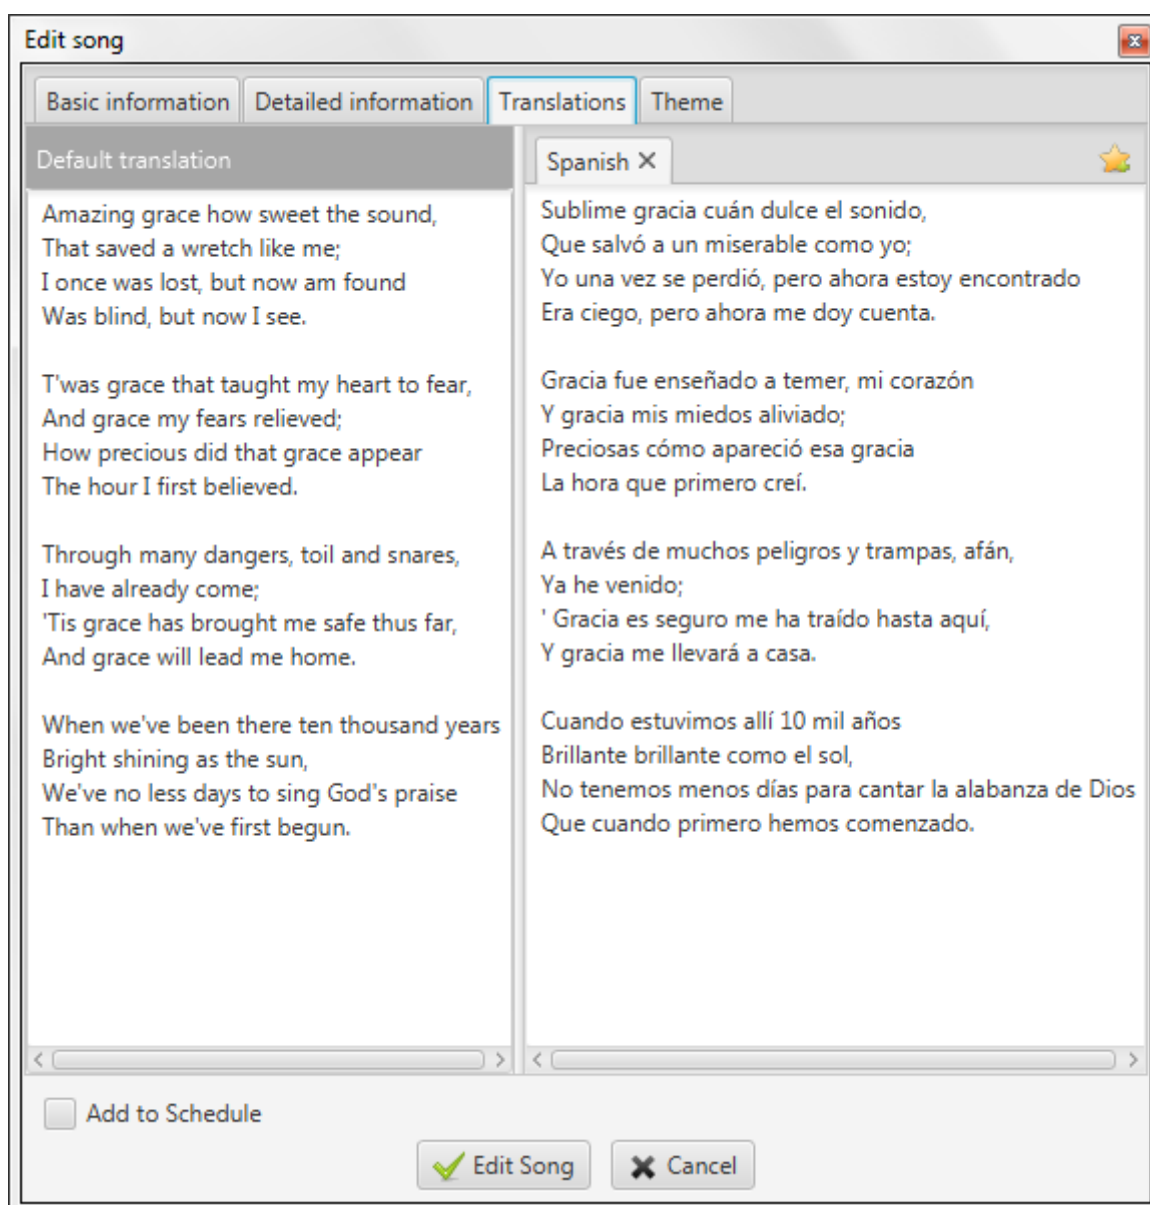 Edit song
Basic information
Detailed information
Translations
Theme
Default translation
Amazing grace how sweet the sound,
That saved a wretch like me;
I once was lost, but now am found
Was blind, but now I see.
T'was grace that taught my heart to fear,
And grace my fears relieved;
How precious did that grace appear
The hour I first believed.
Through many dangers, toil and snares,
I have already come;
'Tis grace has brought me safe thus far,
And grace will lead me home.
When we've been there ten thousand years
Bright shining as the sun,
We've no less days to sing God's praise
Than when we've first begun.
Spanish
Sublime gracia cuán dulce el sonido,
Que salvó a un miserable como yo;
Yo una vez se perdió, pero ahora estoy encontrado
Era ciego, pero ahora me doy cuenta.
Gracia fue enseñado a temer, mi corazón
Y gracia mis miedos aliviado;
Preciosas cómo apareció esa gracia
La hora que primero creí.
A través de muchos peligros y trampas, afán,
Ya he venido;
' Gracia es seguro me ha traído hasta aquí,
Y gracia me llevará a casa.
Cuando estuvimos allí 10 mil años
Brillante brillante como el sol,
No tenemos menos días para cantar la alabanza de Dios
Que cuando primero hemos comenzado.
Add to Schedule
Edit Song
Cancel